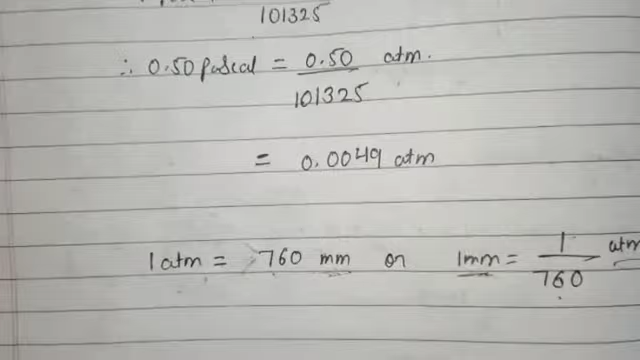 101325
∴ 0.50 pascal = 0.50 / 101325 atm.
= 0.0049 atm
1 atm = 760 mm or 1mm = 1 / 760 atm